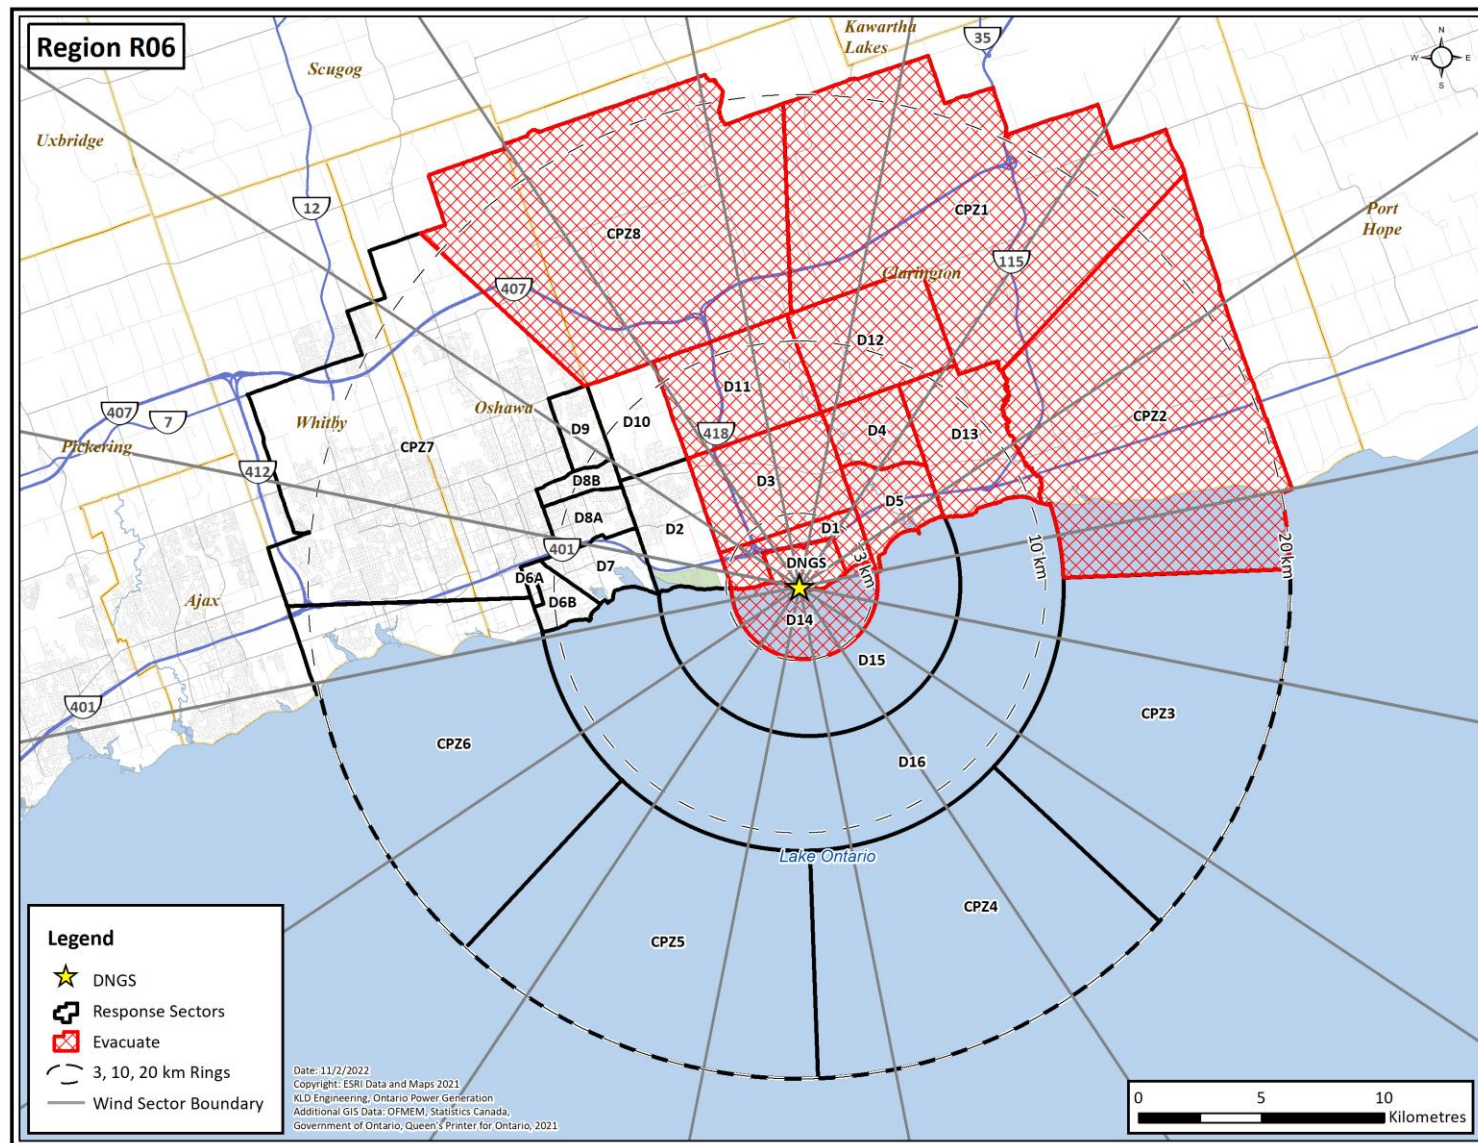 Region R06
Kawartha
Lakes
35
N
W
E
S
Scugog
Uxbridge
12
CPZ8
CPZ1
Port
Hope
115
Clarington
407
D12
D11
CPZ2
407
7
Whitby
Oshawa
D9
D10
418
D4
D13
Pickering
CPZ7
412
D8B
D3
D5
D8A
D2
D1
401
10 km
20 km
D7
DNGS
3 km
D6A
D6B
Ajax
D14
D15
401
CPZ3
CPZ6
D16
Lake Ontario
CPZ4
CPZ5
Legend
DNGS
Response Sectors
Evacuate
3, 10, 20 km Rings
Wind Sector Boundary
Date: 11/2/2022
Copyright: ESRI Data and Maps 2021
KLD Engineering, Ontario Power Generation
Additional GIS Data: OFMEM, Statistics Canada,
Government of Ontario, Queen's Printer for Ontario, 2021
0 5 10
Kilometres